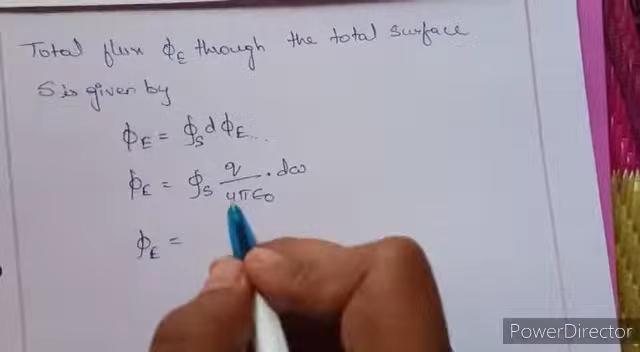 Total flux ϕE through the total surface
S is given by
ϕE = ∮S dϕE.
ϕE = ∮S q/4πε0 . dω
ϕE =
PowerDirector